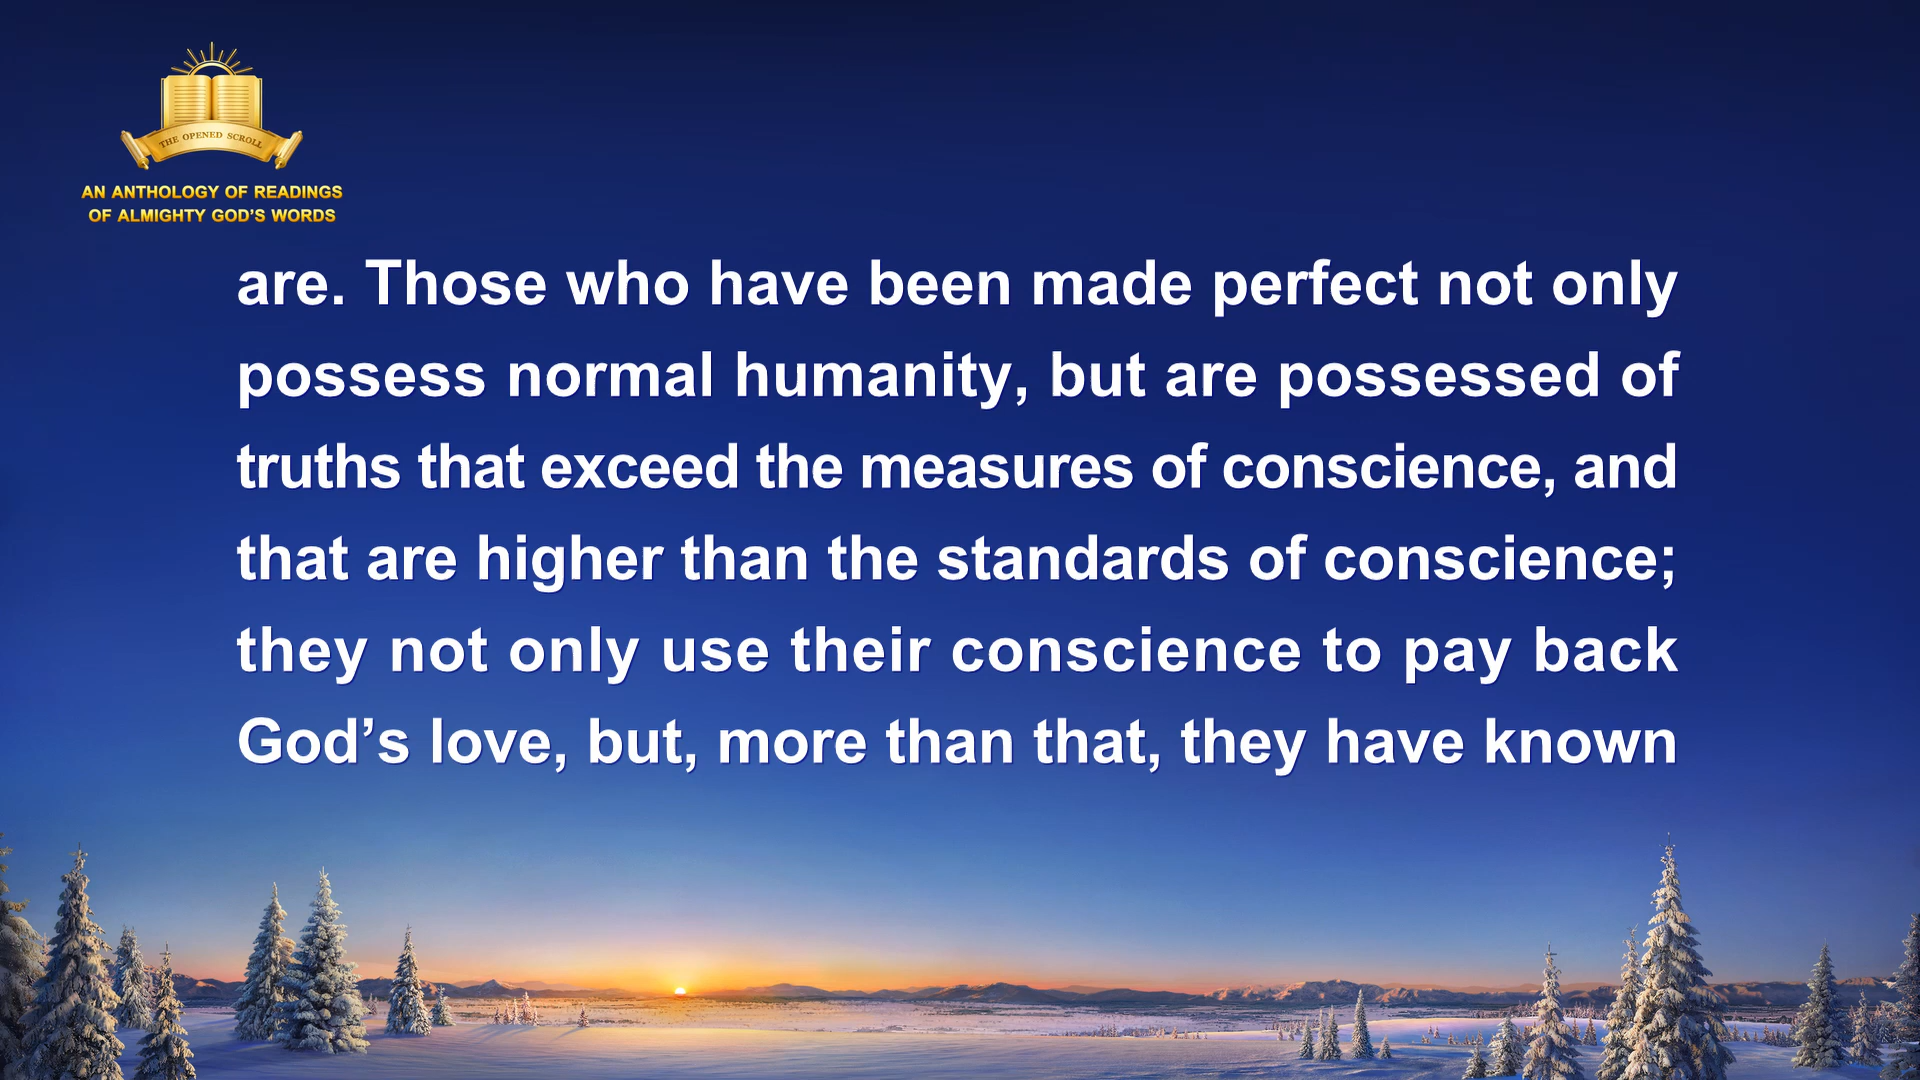 THE OPENED SCROLL
AN ANTHOLOGY OF READINGS
OF ALMIGHTY GOD'S WORDS
are. Those who have been made perfect not only
possess normal humanity, but are possessed of
truths that exceed the measures of conscience, and
that are higher than the standards of conscience;
they not only use their conscience to pay back
God’s love, but, more than that, they have known